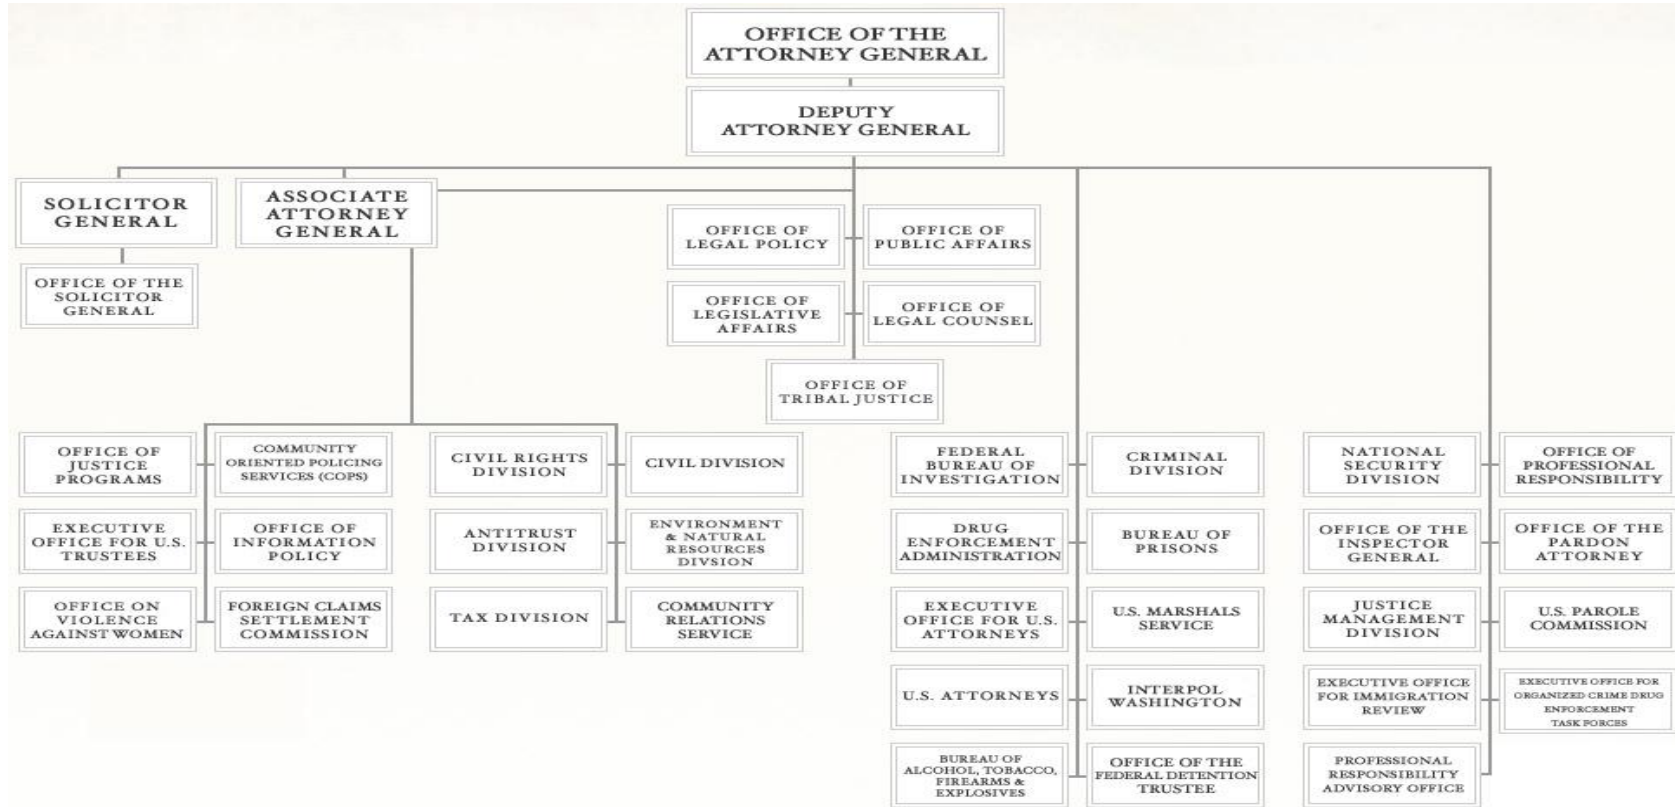 OFFICE OF THE
ATTORNEY GENERAL
DEPUTY
ATTORNEY GENERAL
SOLICITOR
GENERAL
ASSOCIATE
ATTORNEY
GENERAL
OFFICE OF THE
SOLICITOR
GENERAL
OFFICE OF
LEGAL POLICY
OFFICE OF
PUBLIC AFFAIRS
OFFICE OF
LEGISLATIVE
AFFAIRS
OFFICE OF
LEGAL COUNSEL
OFFICE OF
TRIBAL JUSTICE
OFFICE OF
JUSTICE
PROGRAMS
COMMUNITY
ORIENTED POLICING
SERVICES (COPS)
EXECUTIVE
OFFICE FOR U.S.
TRUSTEES
OFFICE OF
INFORMATION
POLICY
OFFICE ON
VIOLENCE
AGAINST WOMEN
FOREIGN CLAIMS
SETTLEMENT
COMMISSION
CIVIL RIGHTS
DIVISION
CIVIL DIVISION
ANTITRUST
DIVISION
ENVIRONMENT
& NATURAL
RESOURCES
DIVSION
TAX DIVISION
COMMUNITY
RELATIONS
SERVICE
FEDERAL
BUREAU OF
INVESTIGATION
CRIMINAL
DIVISION
DRUG
ENFORCEMENT
ADMINISTRATION
BUREAU OF
PRISONS
EXECUTIVE
OFFICE FOR U.S.
ATTORNEYS
U.S. MARSHALS
SERVICE
U.S. ATTORNEYS
INTERPOL
WASHINGTON
BUREAU OF
ALCOHOL, TOBACCO,
FIREARMS &
EXPLOSIVES
OFFICE OF THE
FEDERAL DETENTION
TRUSTEE
NATIONAL
SECURITY
DIVISION
OFFICE OF
PROFESSIONAL
RESPONSIBILITY
OFFICE OF THE
INSPECTOR
GENERAL
OFFICE OF THE
PARDON
ATTORNEY
JUSTICE
MANAGEMENT
DIVISION
U.S. PAROLE
COMMISSION
EXECUTIVE OFFICE
FOR IMMIGRATION
REVIEW
EXECUTIVE OFFICE FOR
ORGANIZED CRIME DRUG
ENFORCEMENT
TASK FORCES
PROFESSIONAL
RESPONSIBILITY
ADVISORY OFFICE